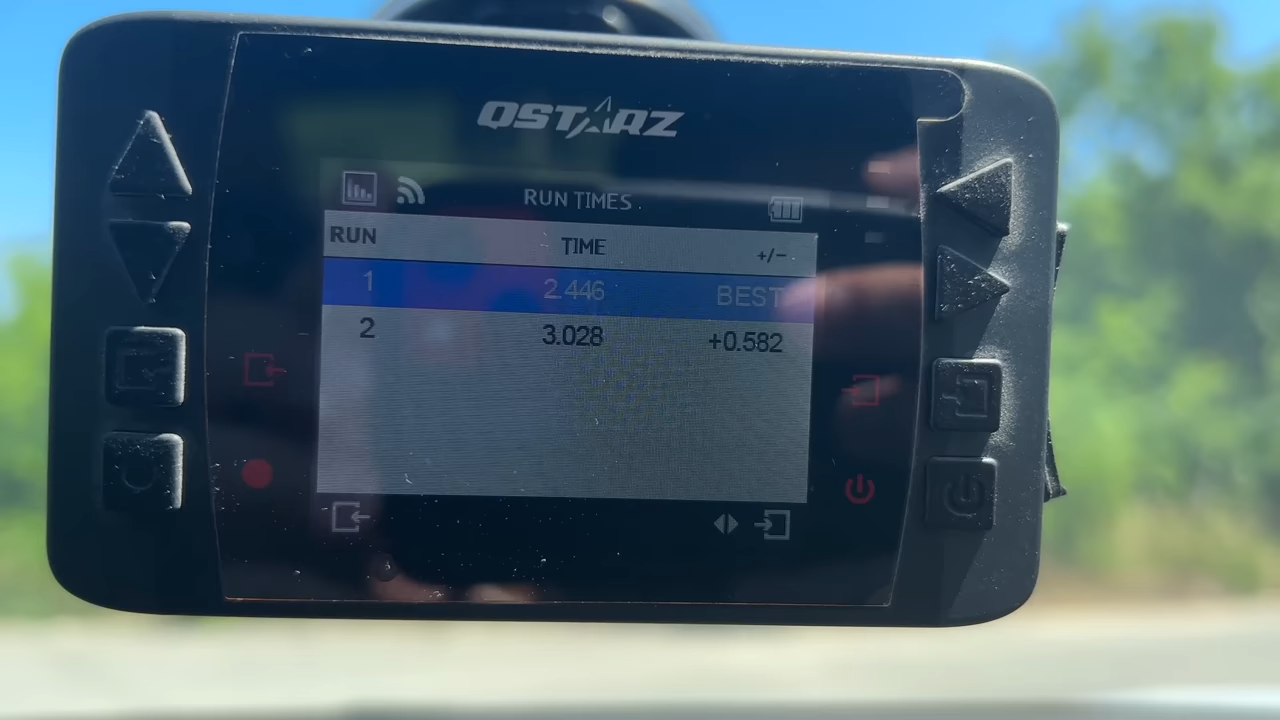 QSTARZ
RUN TIMES
RUN TIME +/-
1 2.446 BEST
2 3.028 +0.582